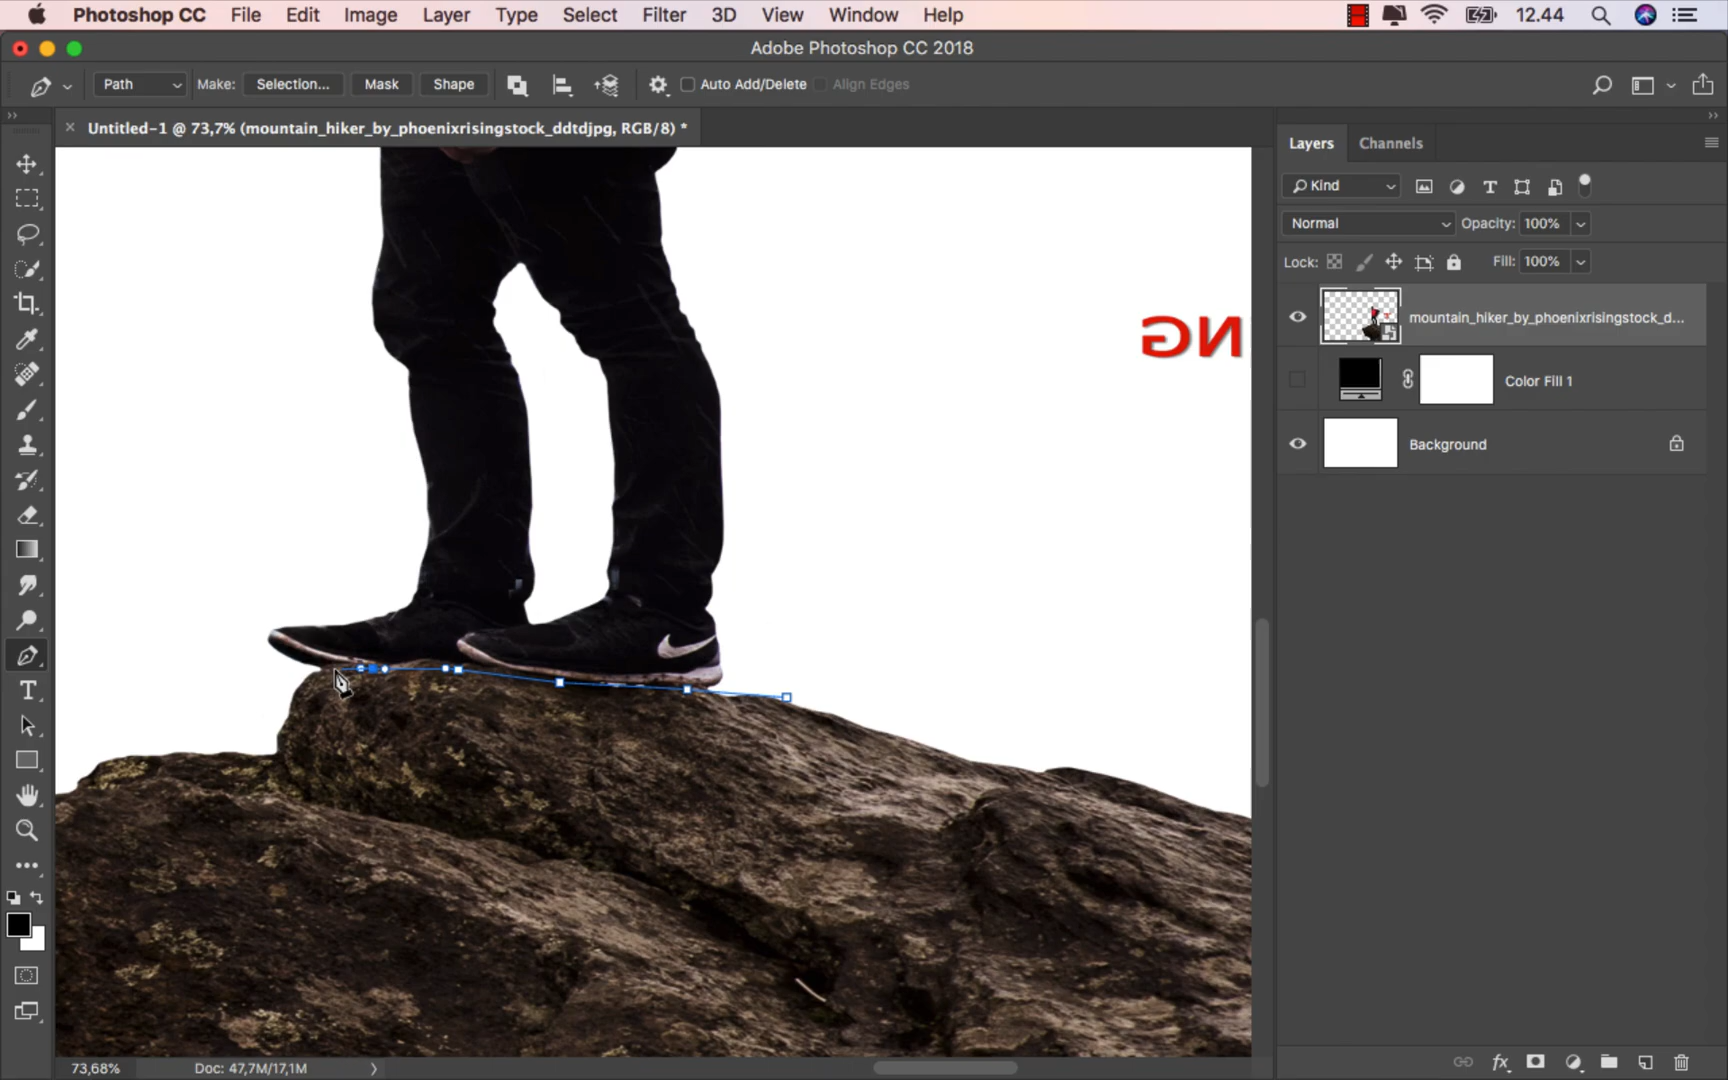 Photoshop CC File Edit Image Layer Type Select Filter 3D View Window Help 12.44
Adobe Photoshop CC 2018
Path Make: Selection... Mask Shape Auto Add/Delete Align Edges
Untitled-1 @ 73,7% (mountain_hiker_by_phoenixrisingstock_ddtdjpg, RGB/8) *
Layers Channels
Kind
Normal Opacity: 100%
Lock: Fill: 100%
mountain_hiker_by_phoenixrisingstock_d...
NG
Color Fill 1
Background
73,68% Doc: 47,7M/17,1M